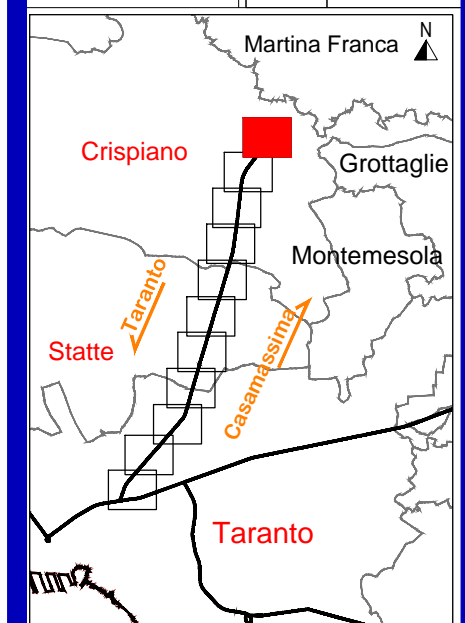 N
Martina Franca
Crispiano
Grottaglie
Montemesola
Taranto
Casamassima
Statte
Taranto